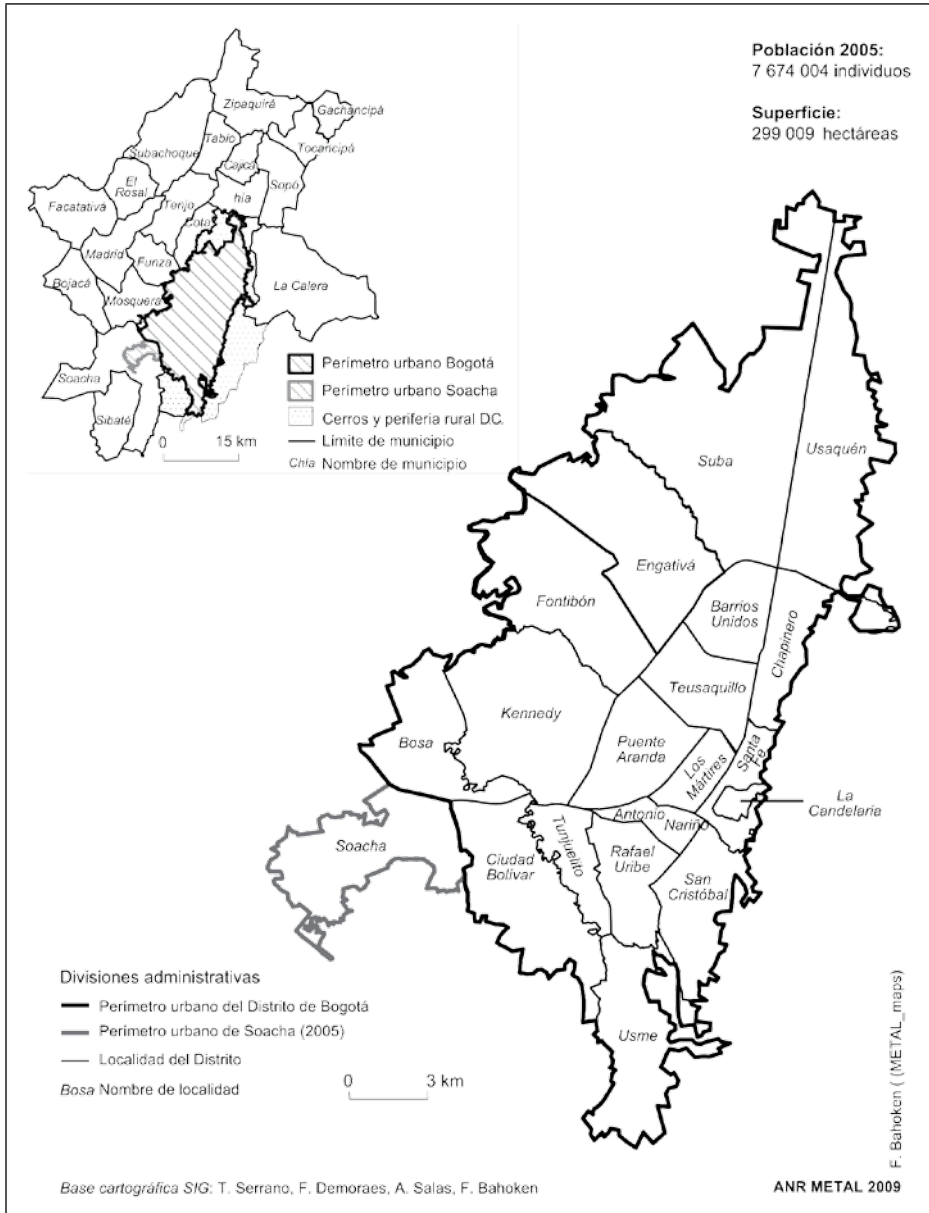 Población 2005:
7 674 004 individuos
Superficie:
299 009 hectáreas
Zipaquirá
Gachancipá
Tabio
Tocancipá
Subachoque
Cajicá
El
Rosal
Sopó
hía
Facatativá
Tenjo
Cota
Madrid
Funza
Bojacá
La Calera
Mosquera
Soacha
Sibaté
Perímetro urbano Bogotá
Perímetro urbano Soacha
Cerros y periferia rural D.C.
Límite de municipio
Chía Nombre de municipio
0 15 km
Suba
Usaquén
Engativá
Fontibón
Barrios
Unidos
Chapinero
Teusaquillo
Kennedy
Bosa
Puente
Aranda
Los
Mártires
Santa
Fe
La
Candelaria
Antonio
Nariño
Soacha
Ciudad
Bolívar
Tunjuelito
Rafael
Uribe
San
Cristóbal
Usme
Divisiones administrativas
Perímetro urbano del Distrito de Bogotá
Perímetro urbano de Soacha (2005)
Localidad del Distrito
Bosa Nombre de localidad
0 3 km
F. Bahoken ( (METAL_maps)
Base cartográfica SIG: T. Serrano, F. Demoraes, A. Salas, F. Bahoken
ANR METAL 2009